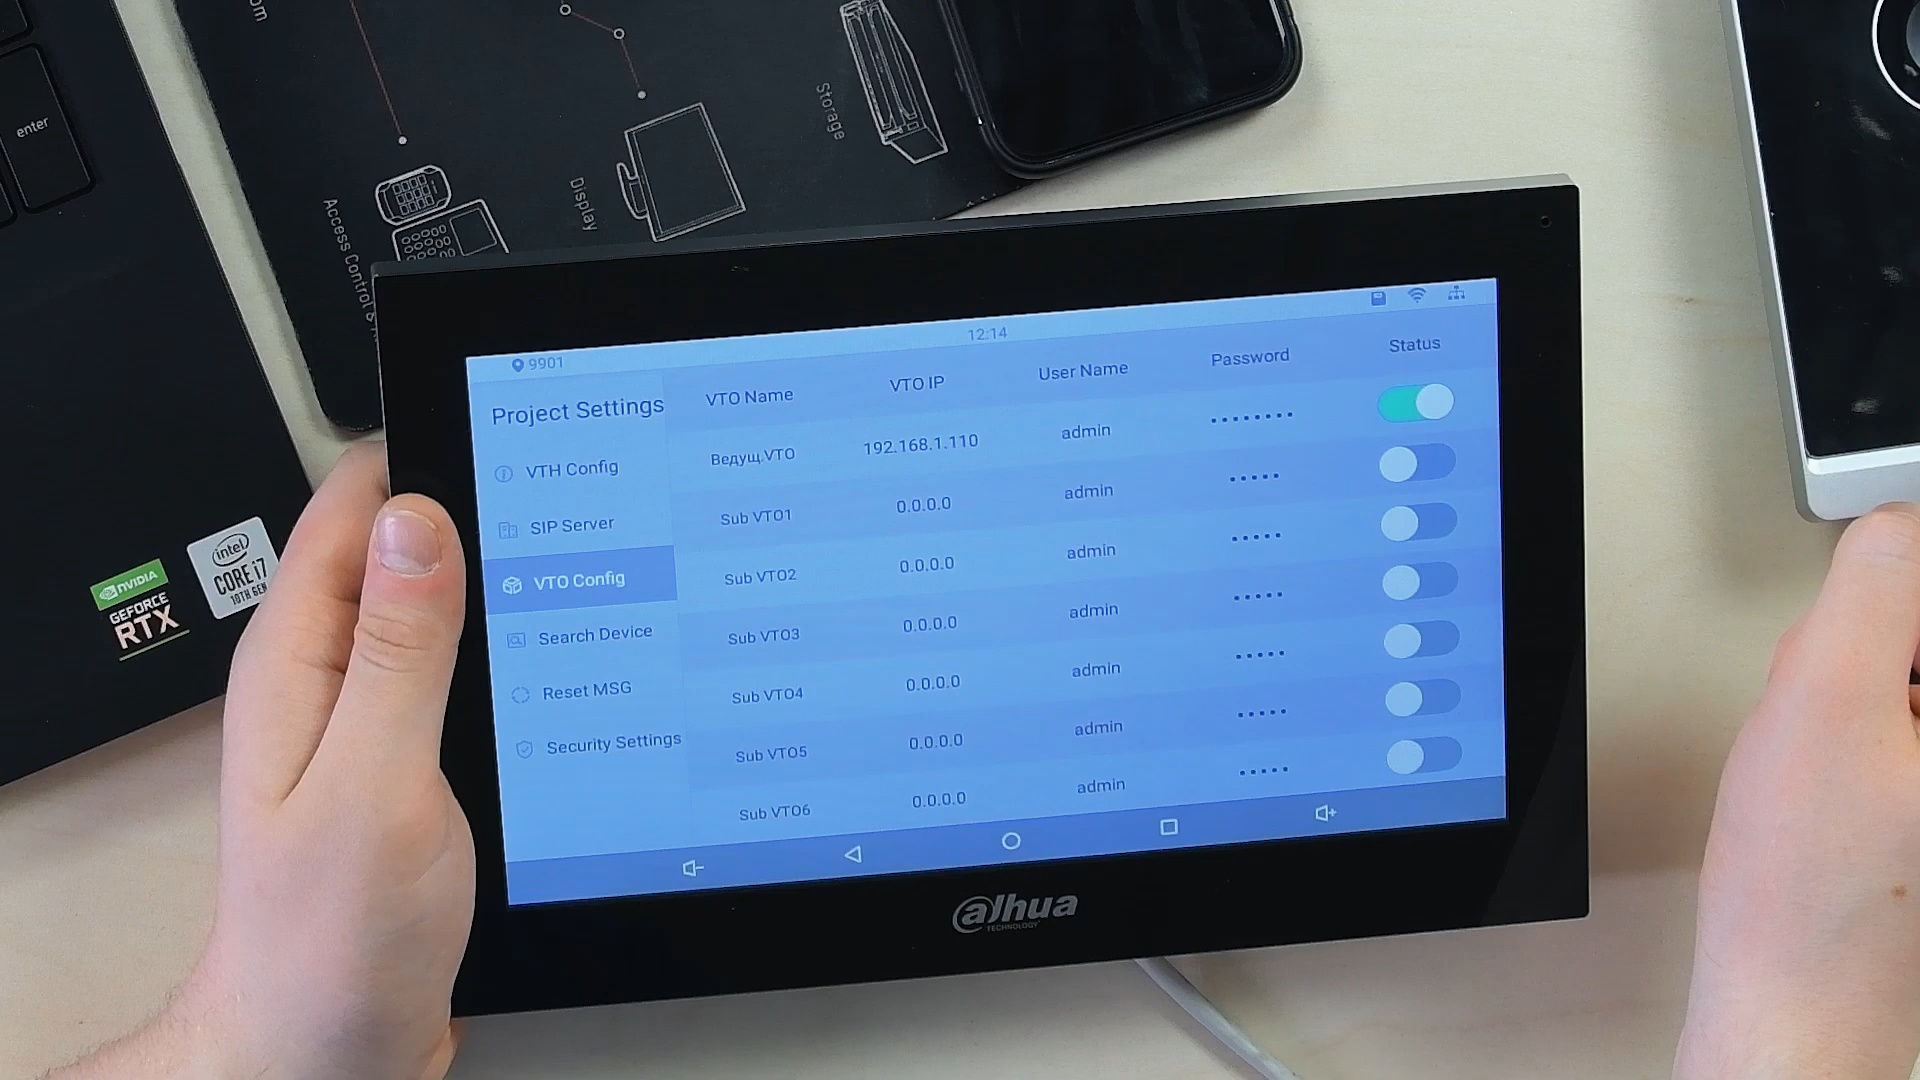 om
enter
Storage
Display
Access Control &
9901
12:14
Project Settings
VTH Config
SIP Server
VTO Config
Search Device
Reset MSG
Security Settings
VTO Name VTO IP User Name Password Status
Ведущ.VTO 192.168.1.110 admin ••••••••
Sub VTO1 0.0.0.0 admin •••••
Sub VTO2 0.0.0.0 admin •••••
Sub VTO3 0.0.0.0 admin •••••
Sub VTO4 0.0.0.0 admin •••••
Sub VTO5 0.0.0.0 admin •••••
Sub VTO6 0.0.0.0 admin •••••
alhua
TECHNOLOGY
NVIDIA
GEFORCE
RTX
intel
CORE i7
10TH GEN